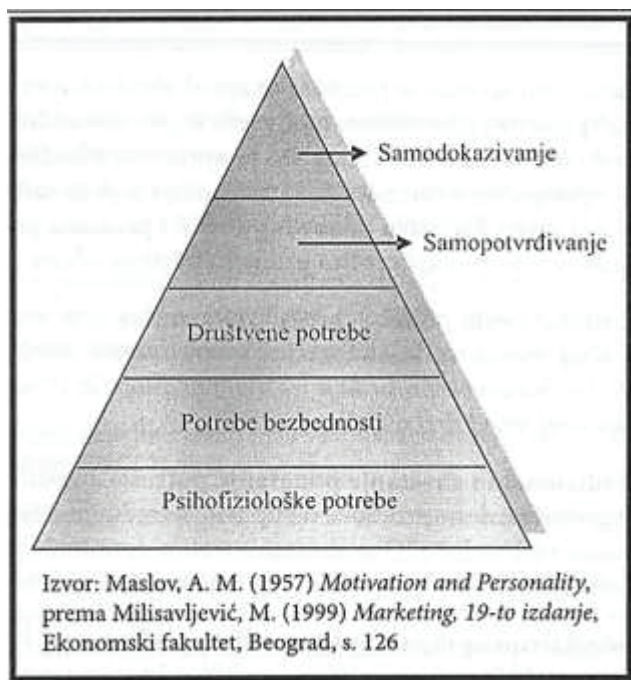 Samodokazivanje
Samopotvrđivanje
Društvene potrebe
Potrebe bezbednosti
Psihofiziološke potrebe
Izvor: Maslov, A. M. (1957) Motivation and Personality,
prema Milisavljević, M. (1999) Marketing, 19-to izdanje,
Ekonomski fakultet, Beograd, s. 126